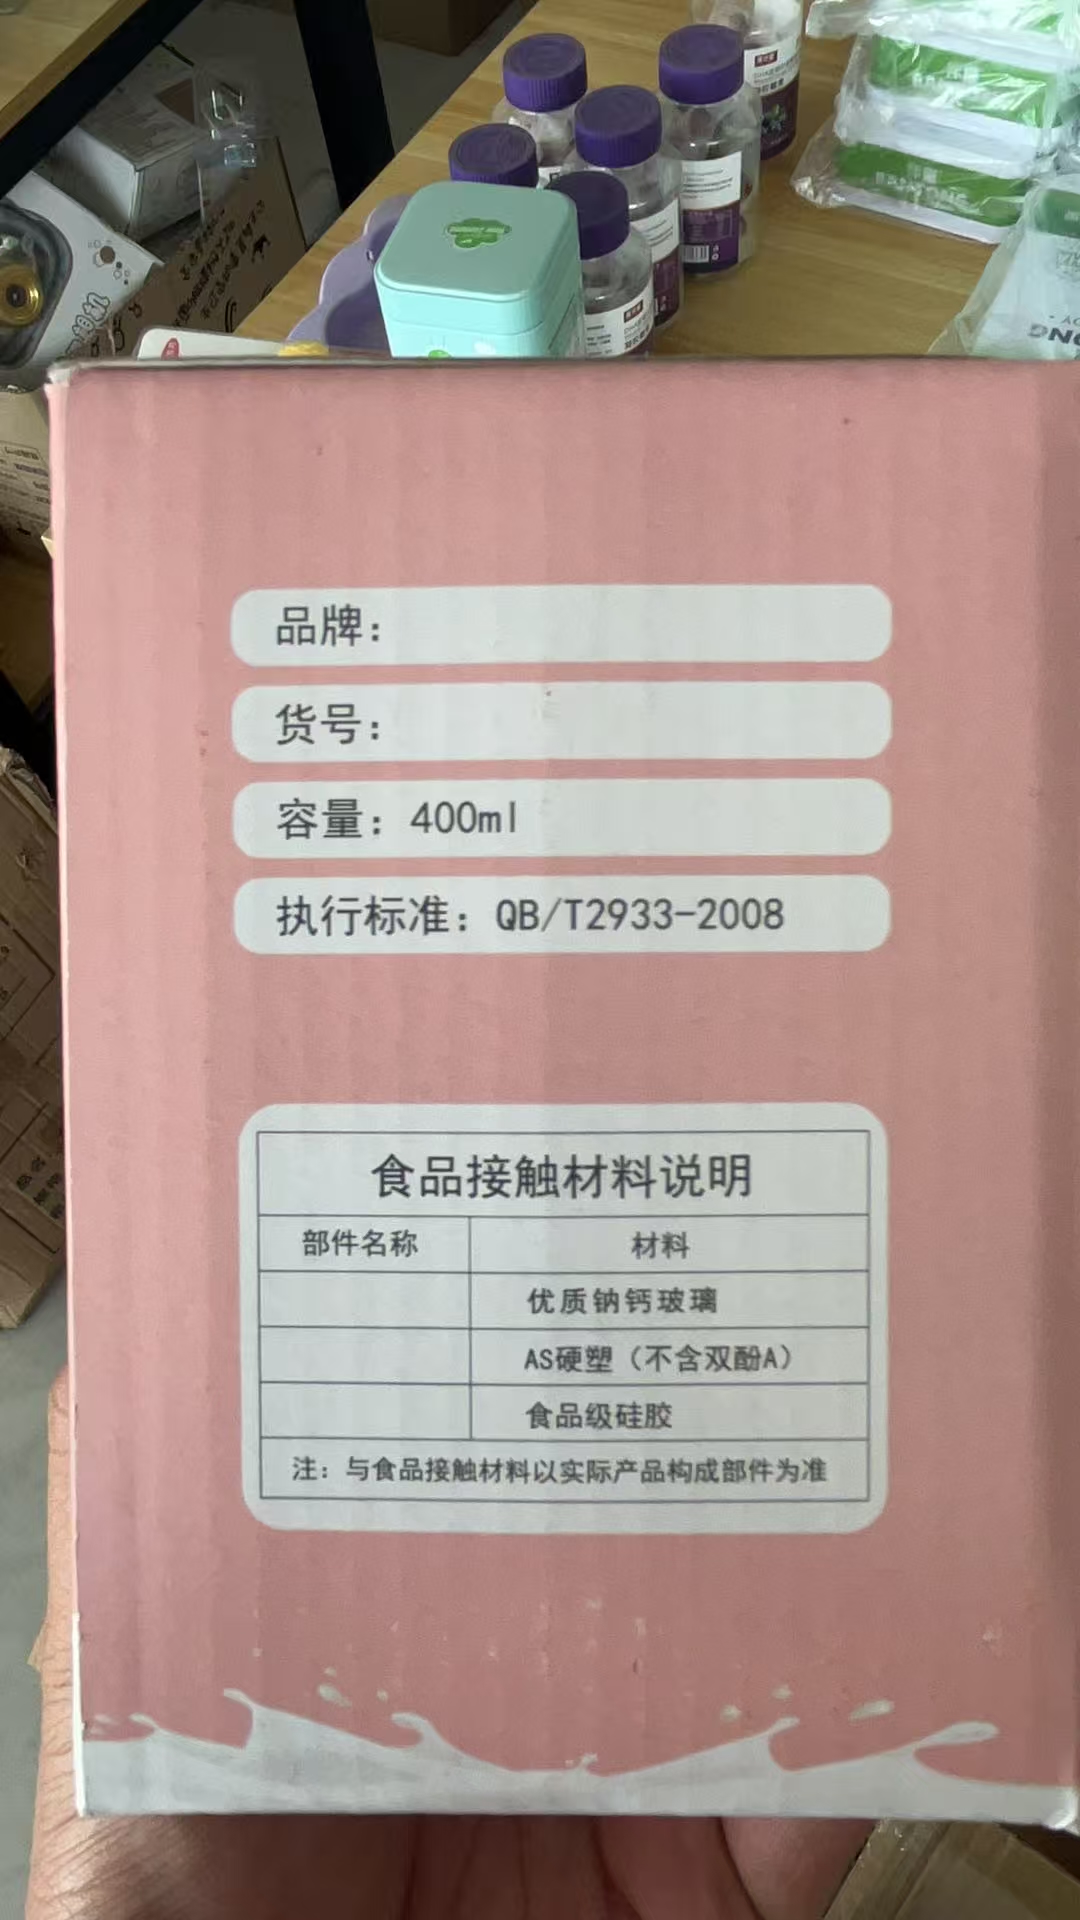 品牌：
货号：
容量：400ml
执行标准：QB/T2933-2008
食品接触材料说明
部件名称 材料
优质钠钙玻璃
AS硬塑（不含双酚A）
食品级硅胶
注：与食品接触材料以实际产品构成部件为准